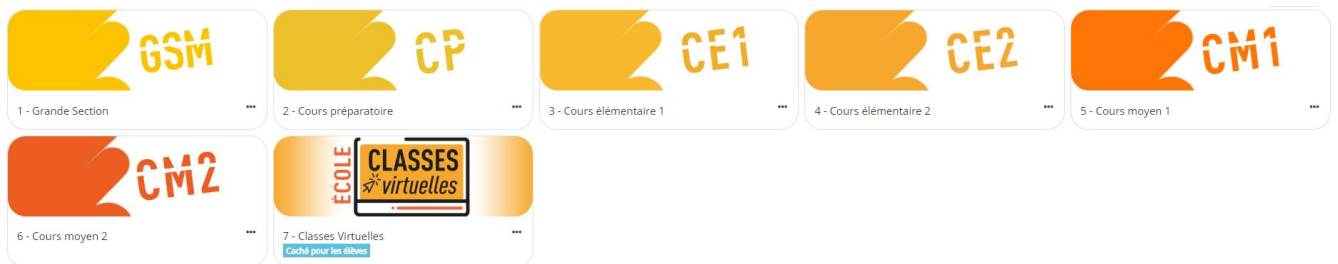 GSM
1 - Grande Section
CP
2 - Cours préparatoire
CE1
3 - Cours élémentaire 1
CE2
4 - Cours élémentaire 2
CM1
5 - Cours moyen 1
CM2
6 - Cours moyen 2
ÉCOLE
CLASSES
virtuelles
7 - Classes Virtuelles
Caché pour les élèves